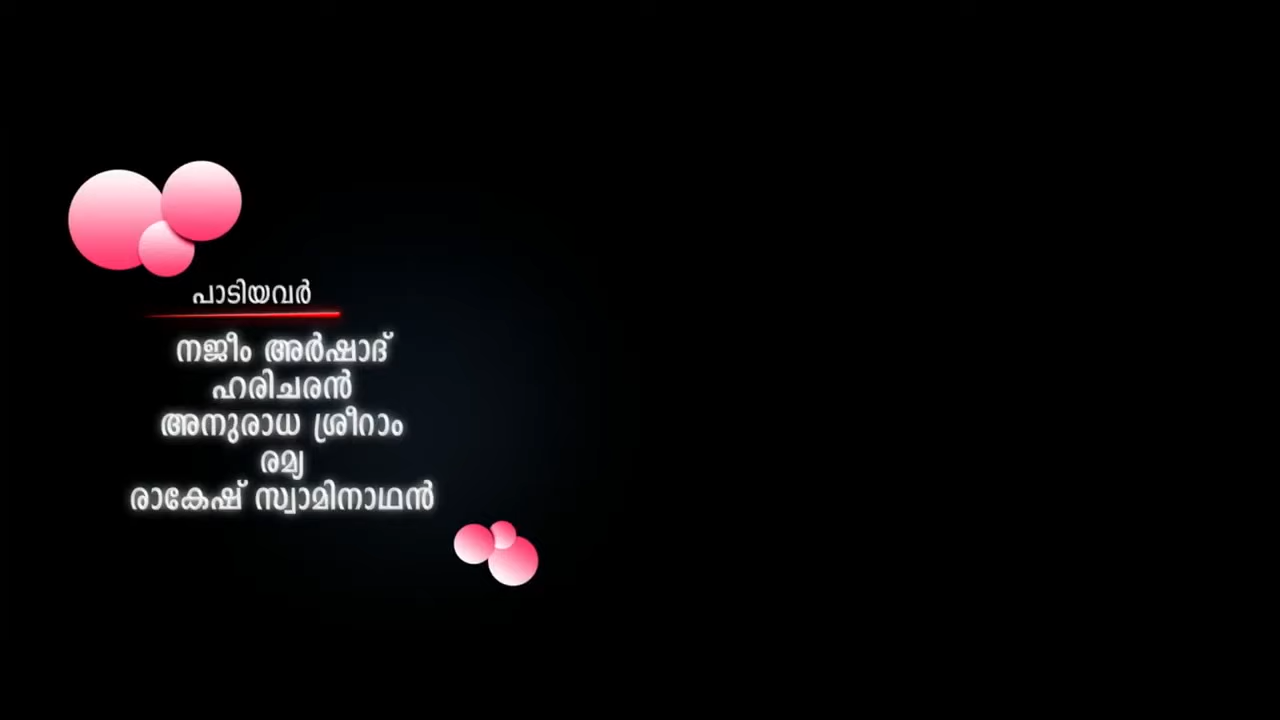 പാടിയവർ
നജീം അർഷാദ്
ഹരിചരൻ
അനുരാധ ശ്രീറാം
രമ്യ
രാകേഷ് സ്വാമിനാഥൻ